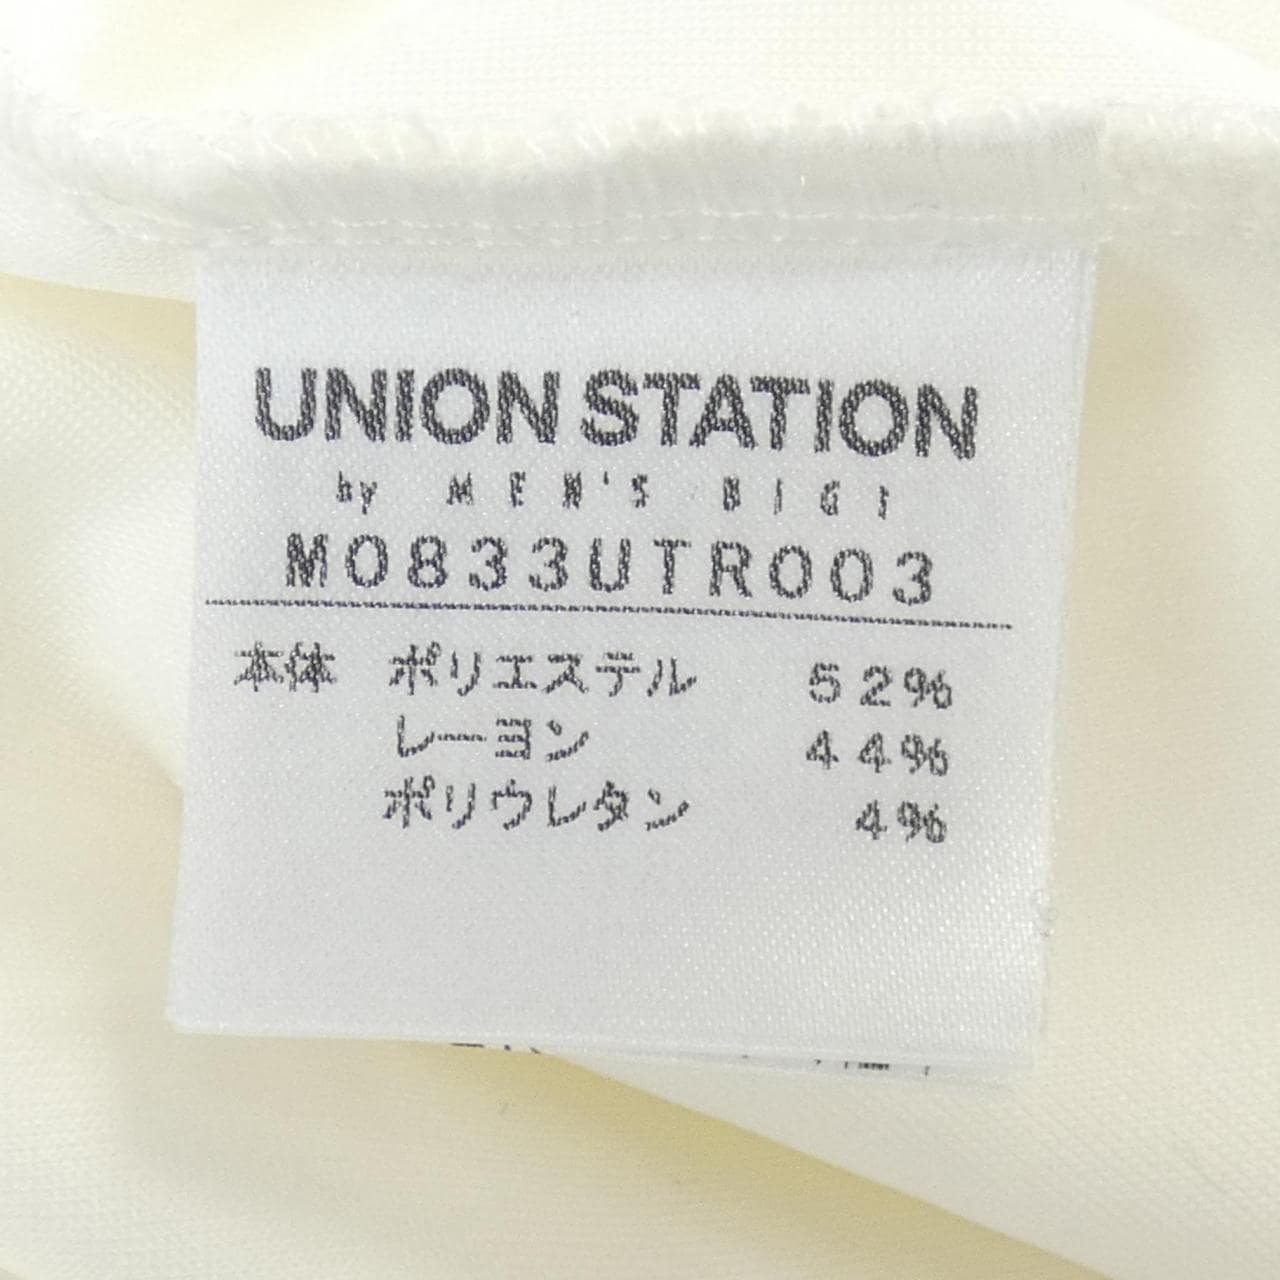 UNION STATION
by MEN'S BIGI
M0833UTR003
本体 ポリエステル 52%
レーヨン 44%
ポリウレタン 4%